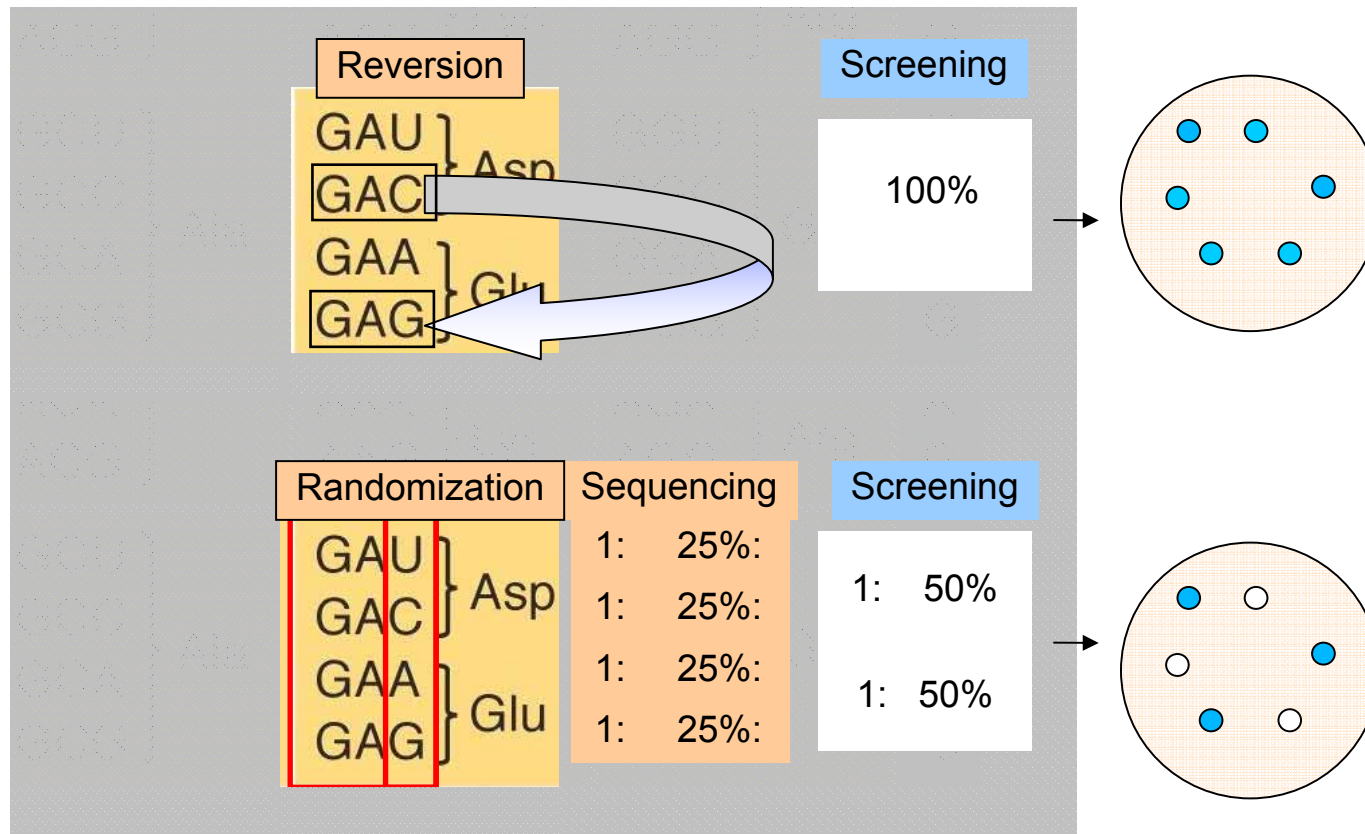 Reversion
Screening
GAU
GAC
Asp
GAA
GAG
Glu
100%
Randomization
Sequencing
Screening
GAU
GAC
Asp
GAA
GAG
Glu
1: 25%:
1: 25%:
1: 25%:
1: 25%:
1: 50%
1: 50%